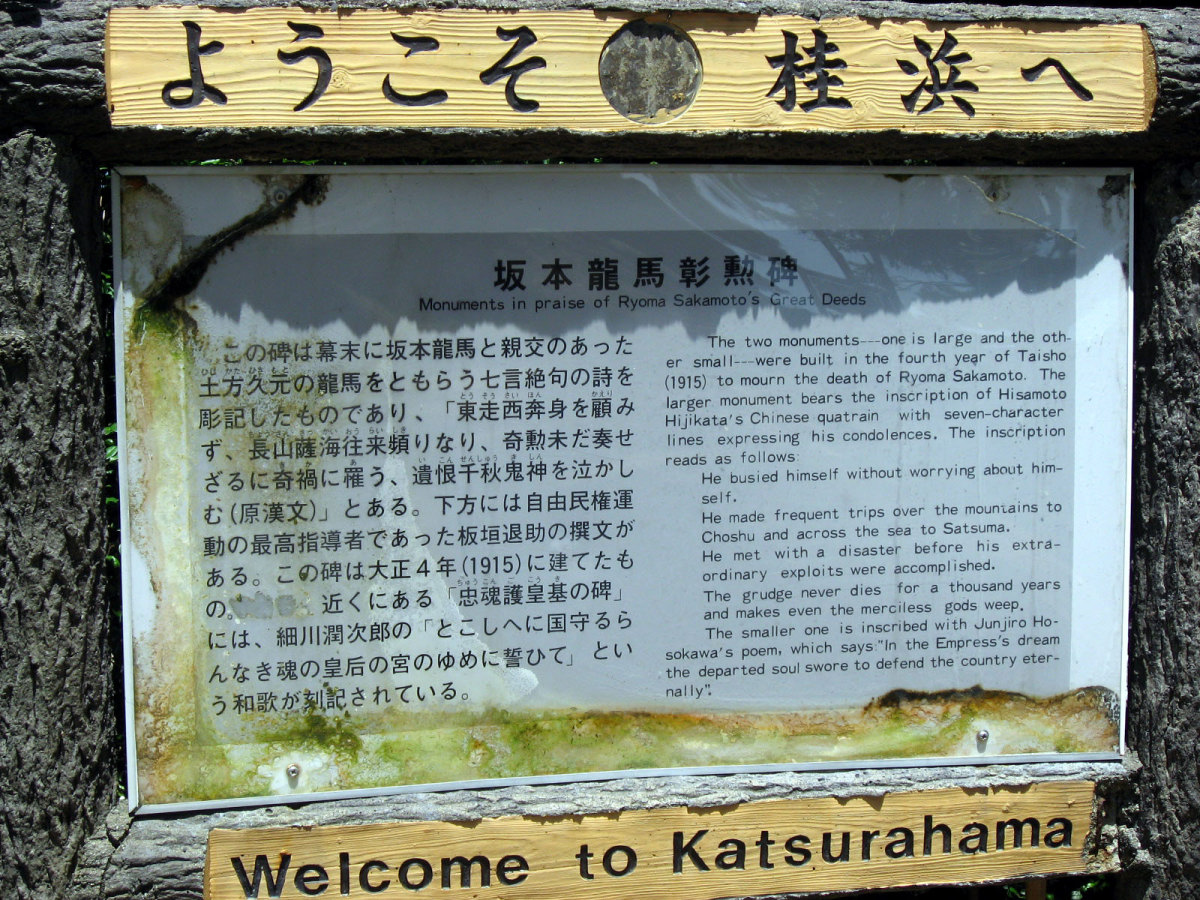 ようこそ 桂浜へ
坂本龍馬彰勲碑
Monuments in praise of Ryoma Sakamoto's Great Deeds
この碑は幕末に坂本龍馬と親交のあった
土方久元の龍馬をともらう七言絶句の詩を
彫記したものであり、「東走西奔身を顧み
ず、長山薩海往来頻りなり、奇勲未だ奏せ
ざるに奇禍に罹う、遺恨千秋鬼神を泣かし
む(原漢文)」とある。下方には自由民権運
動の最高指導者であった板垣退助の撰文が
ある。この碑は大正4年(1915)に建てたも
の。 近くにある「忠魂護皇基の碑」
には、細川潤次郎の「とこしへに国守るら
んなき魂の皇后の宮のゆめに誓ひて」とい
う和歌が刻記されている。
The two monuments---one is large and the oth-
er small---were built in the fourth year of Taisho
(1915) to mourn the death of Ryoma Sakamoto. The
larger monument bears the inscription of Hisamoto
Hijikata's Chinese quatrain with seven-character
lines expressing his condolences. The inscription
reads as follows
He busied himself without worrying about him-
self.
He made frequent trips over the mountains to
Choshu and across the sea to Satsuma.
He met with a disaster before his extra-
ordinary exploits were accomplished.
The grudge never dies for a thousand years
and makes even the merciless gods weep.
The smaller one is inscribed with Junjiro Ho-
sokawa's poem, which says:"In the Empress's dream
the departed soul swore to defend the country eter-
nally".
Welcome to Katsurahama